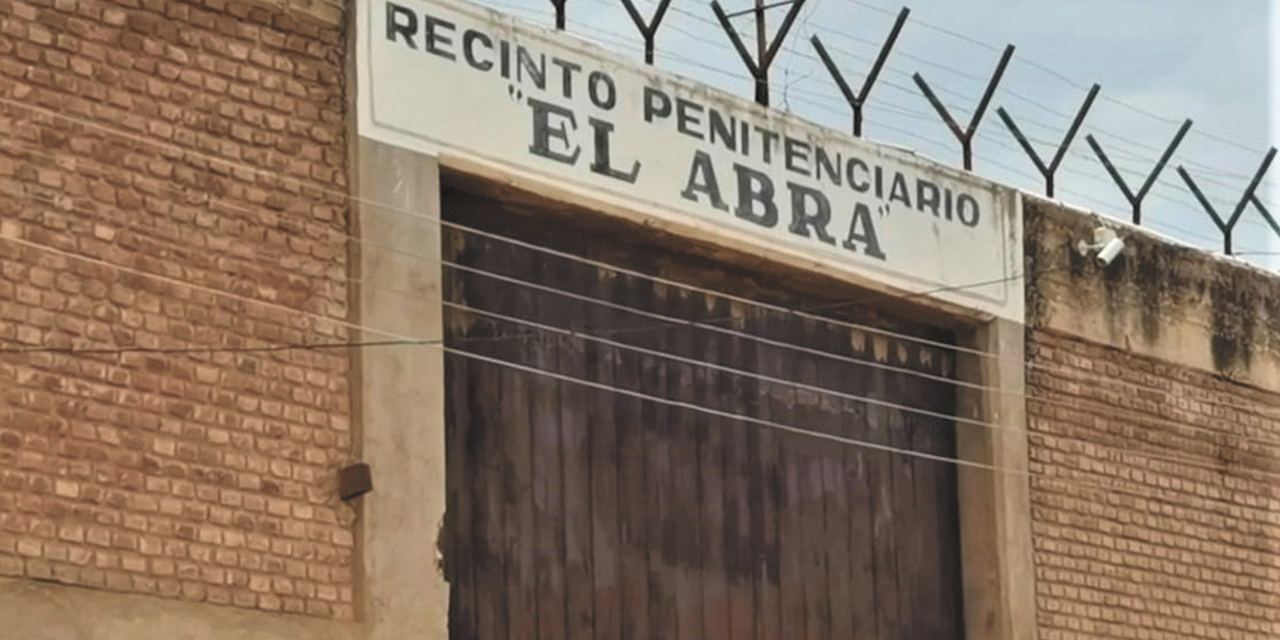 RECINTO PENITENCIARIO
"EL ABRA"